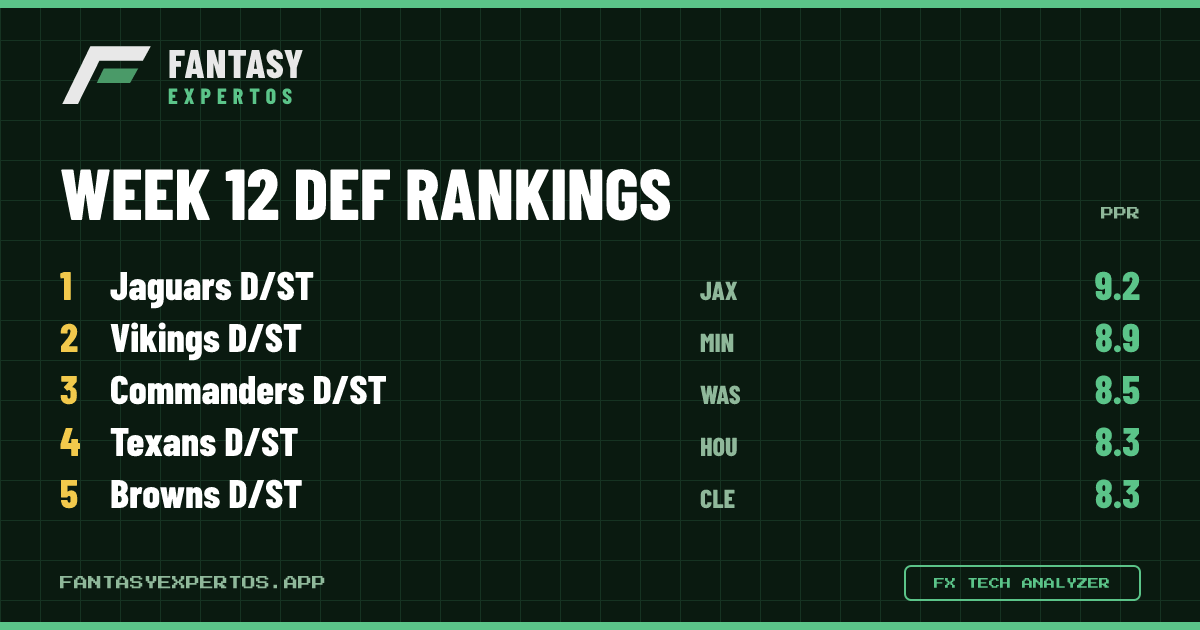 FANTASY
EXPERTOS
WEEK 12 DEF RANKINGS
PPR
1 Jaguars D/ST JAX 9.2
2 Vikings D/ST MIN 8.9
3 Commanders D/ST WAS 8.5
4 Texans D/ST HOU 8.3
5 Browns D/ST CLE 8.3
FANTASYEXPERTOS.APP
FX TECH ANALYZER